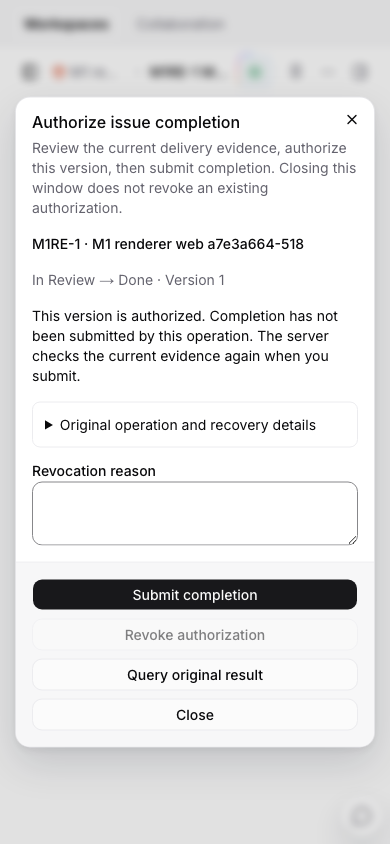 Workspaces Collaboration
Authorize issue completion
Review the current delivery evidence, authorize
this version, then submit completion. Closing this
window does not revoke an existing
authorization.
M1RE-1 · M1 renderer web a7e3a664-518
In Review → Done · Version 1
This version is authorized. Completion has not
been submitted by this operation. The server
checks the current evidence again when you
submit.
Original operation and recovery details
Revocation reason
Submit completion
Revoke authorization
Query original result
Close